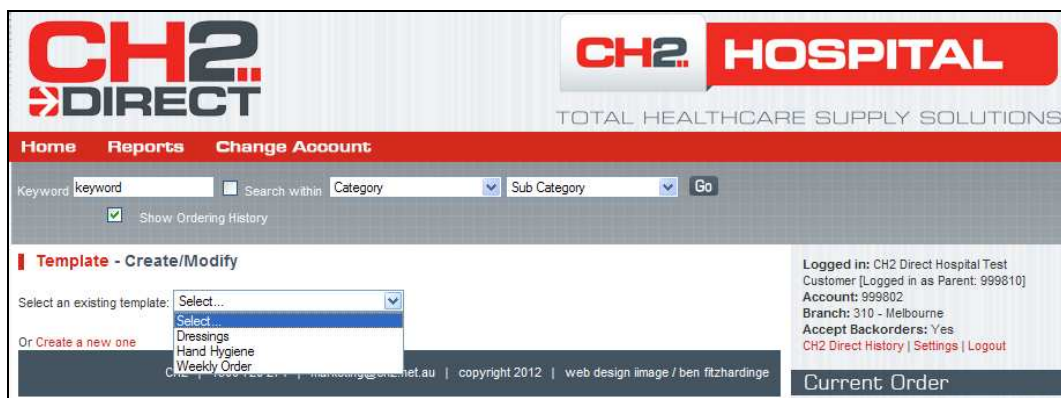 CH2..
DIRECT
CH2.. HOSPITAL
TOTAL HEALTHCARE SUPPLY SOLUTIONS
Home Reports Change Account
Keyword keyword Search within Category Sub Category Go
Show Ordering History
Template - Create/Modify
Select an existing template: Select...
Select...
Dressings
Hand Hygiene
Weekly Order
Or Create a new one
| copyright 2012 | web design iimage / ben fitzhardinge
Logged in: CH2 Direct Hospital Test
Customer [Logged in as Parent: 999810]
Account: 999802
Branch: 310 - Melbourne
Accept Backorders: Yes
CH2 Direct History | Settings | Logout
Current Order